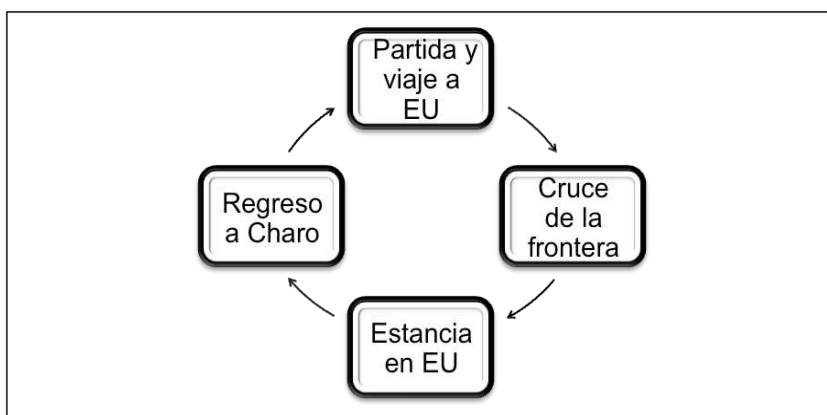 Partida y
viaje a
EU
Cruce
de la
frontera
Estancia
en EU
Regreso
a Charo